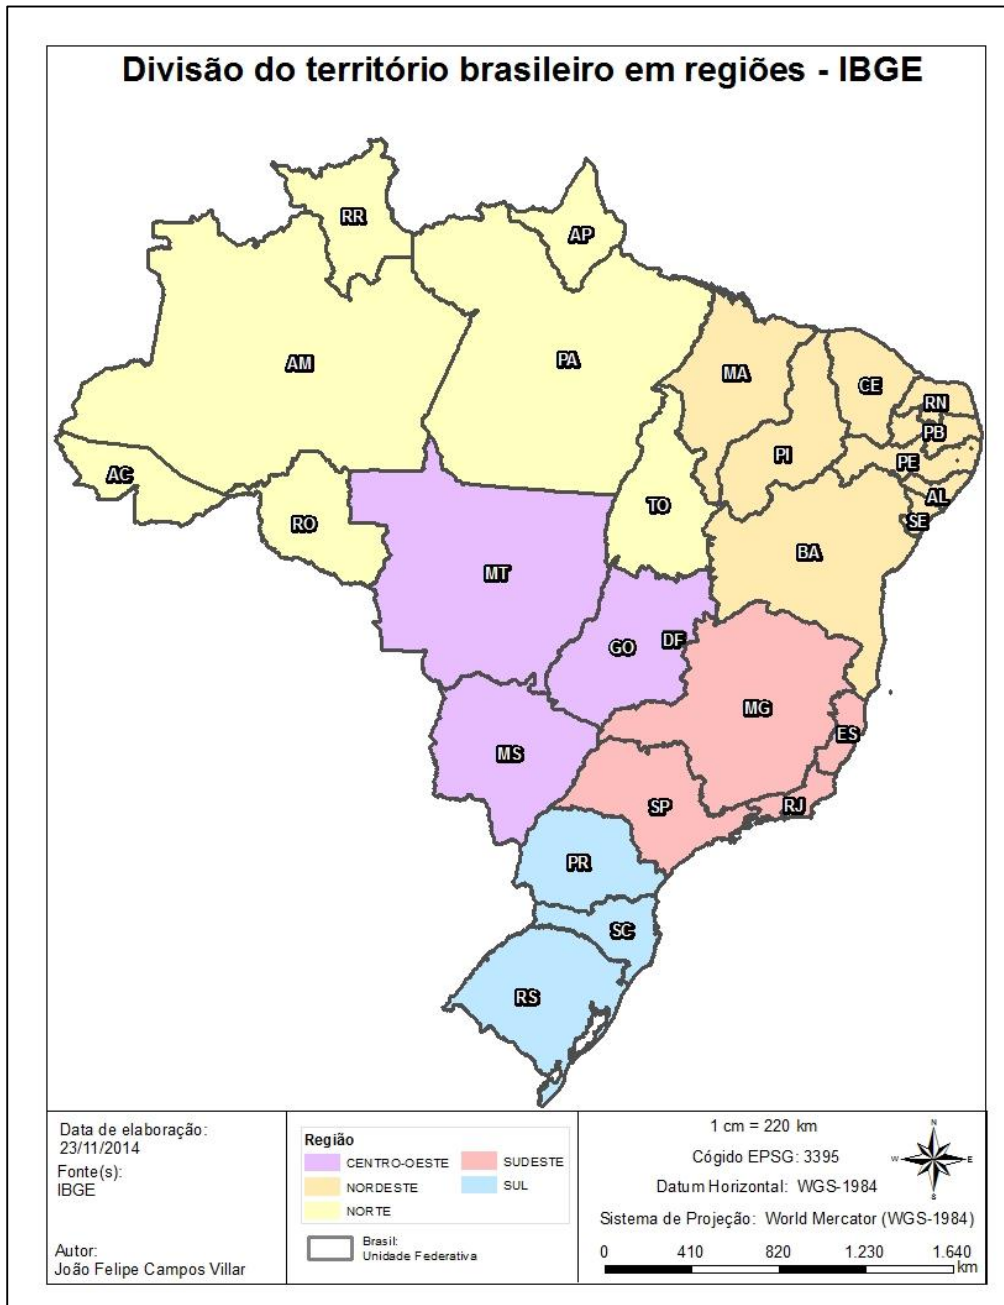 Divisão do território brasileiro em regiões - IBGE
RR
AP
AM
PA
MA
CE
RN
PB
PI
PE
AC
AL
TO
SE
RO
BA
MT
DF
GO
MG
ES
MS
SP
RJ
PR
SC
RS
Data de elaboração:
23/11/2014
Fonte(s):
IBGE
Autor:
João Felipe Campos Villar
Região
CENTRO-OESTE
SUDESTE
NORDESTE
SUL
NORTE
Brasil:
Unidade Federativa
1 cm = 220 km
Cógido EPSG: 3395
Datum Horizontal: WGS-1984
Sistema de Projeção: World Mercator (WGS-1984)
N
W
E
S
0 410 820 1.230 1.640
km